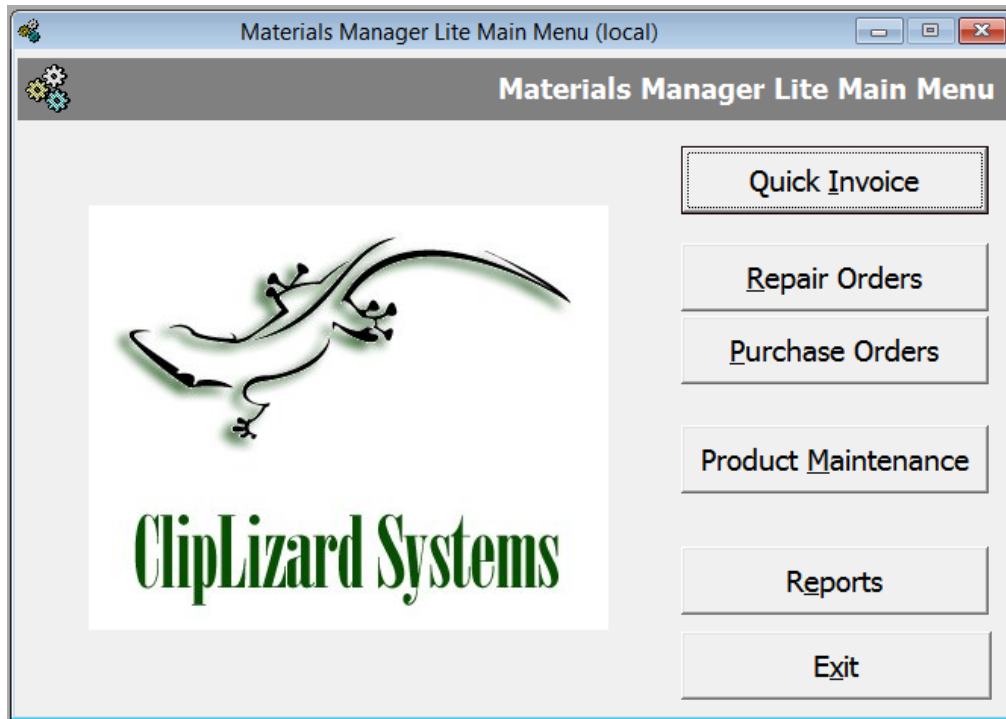 Materials Manager Lite Main Menu (local)
Materials Manager Lite Main Menu
Quick Invoice
Repair Orders
Purchase Orders
Product Maintenance
ClipLizard Systems
Reports
Exit